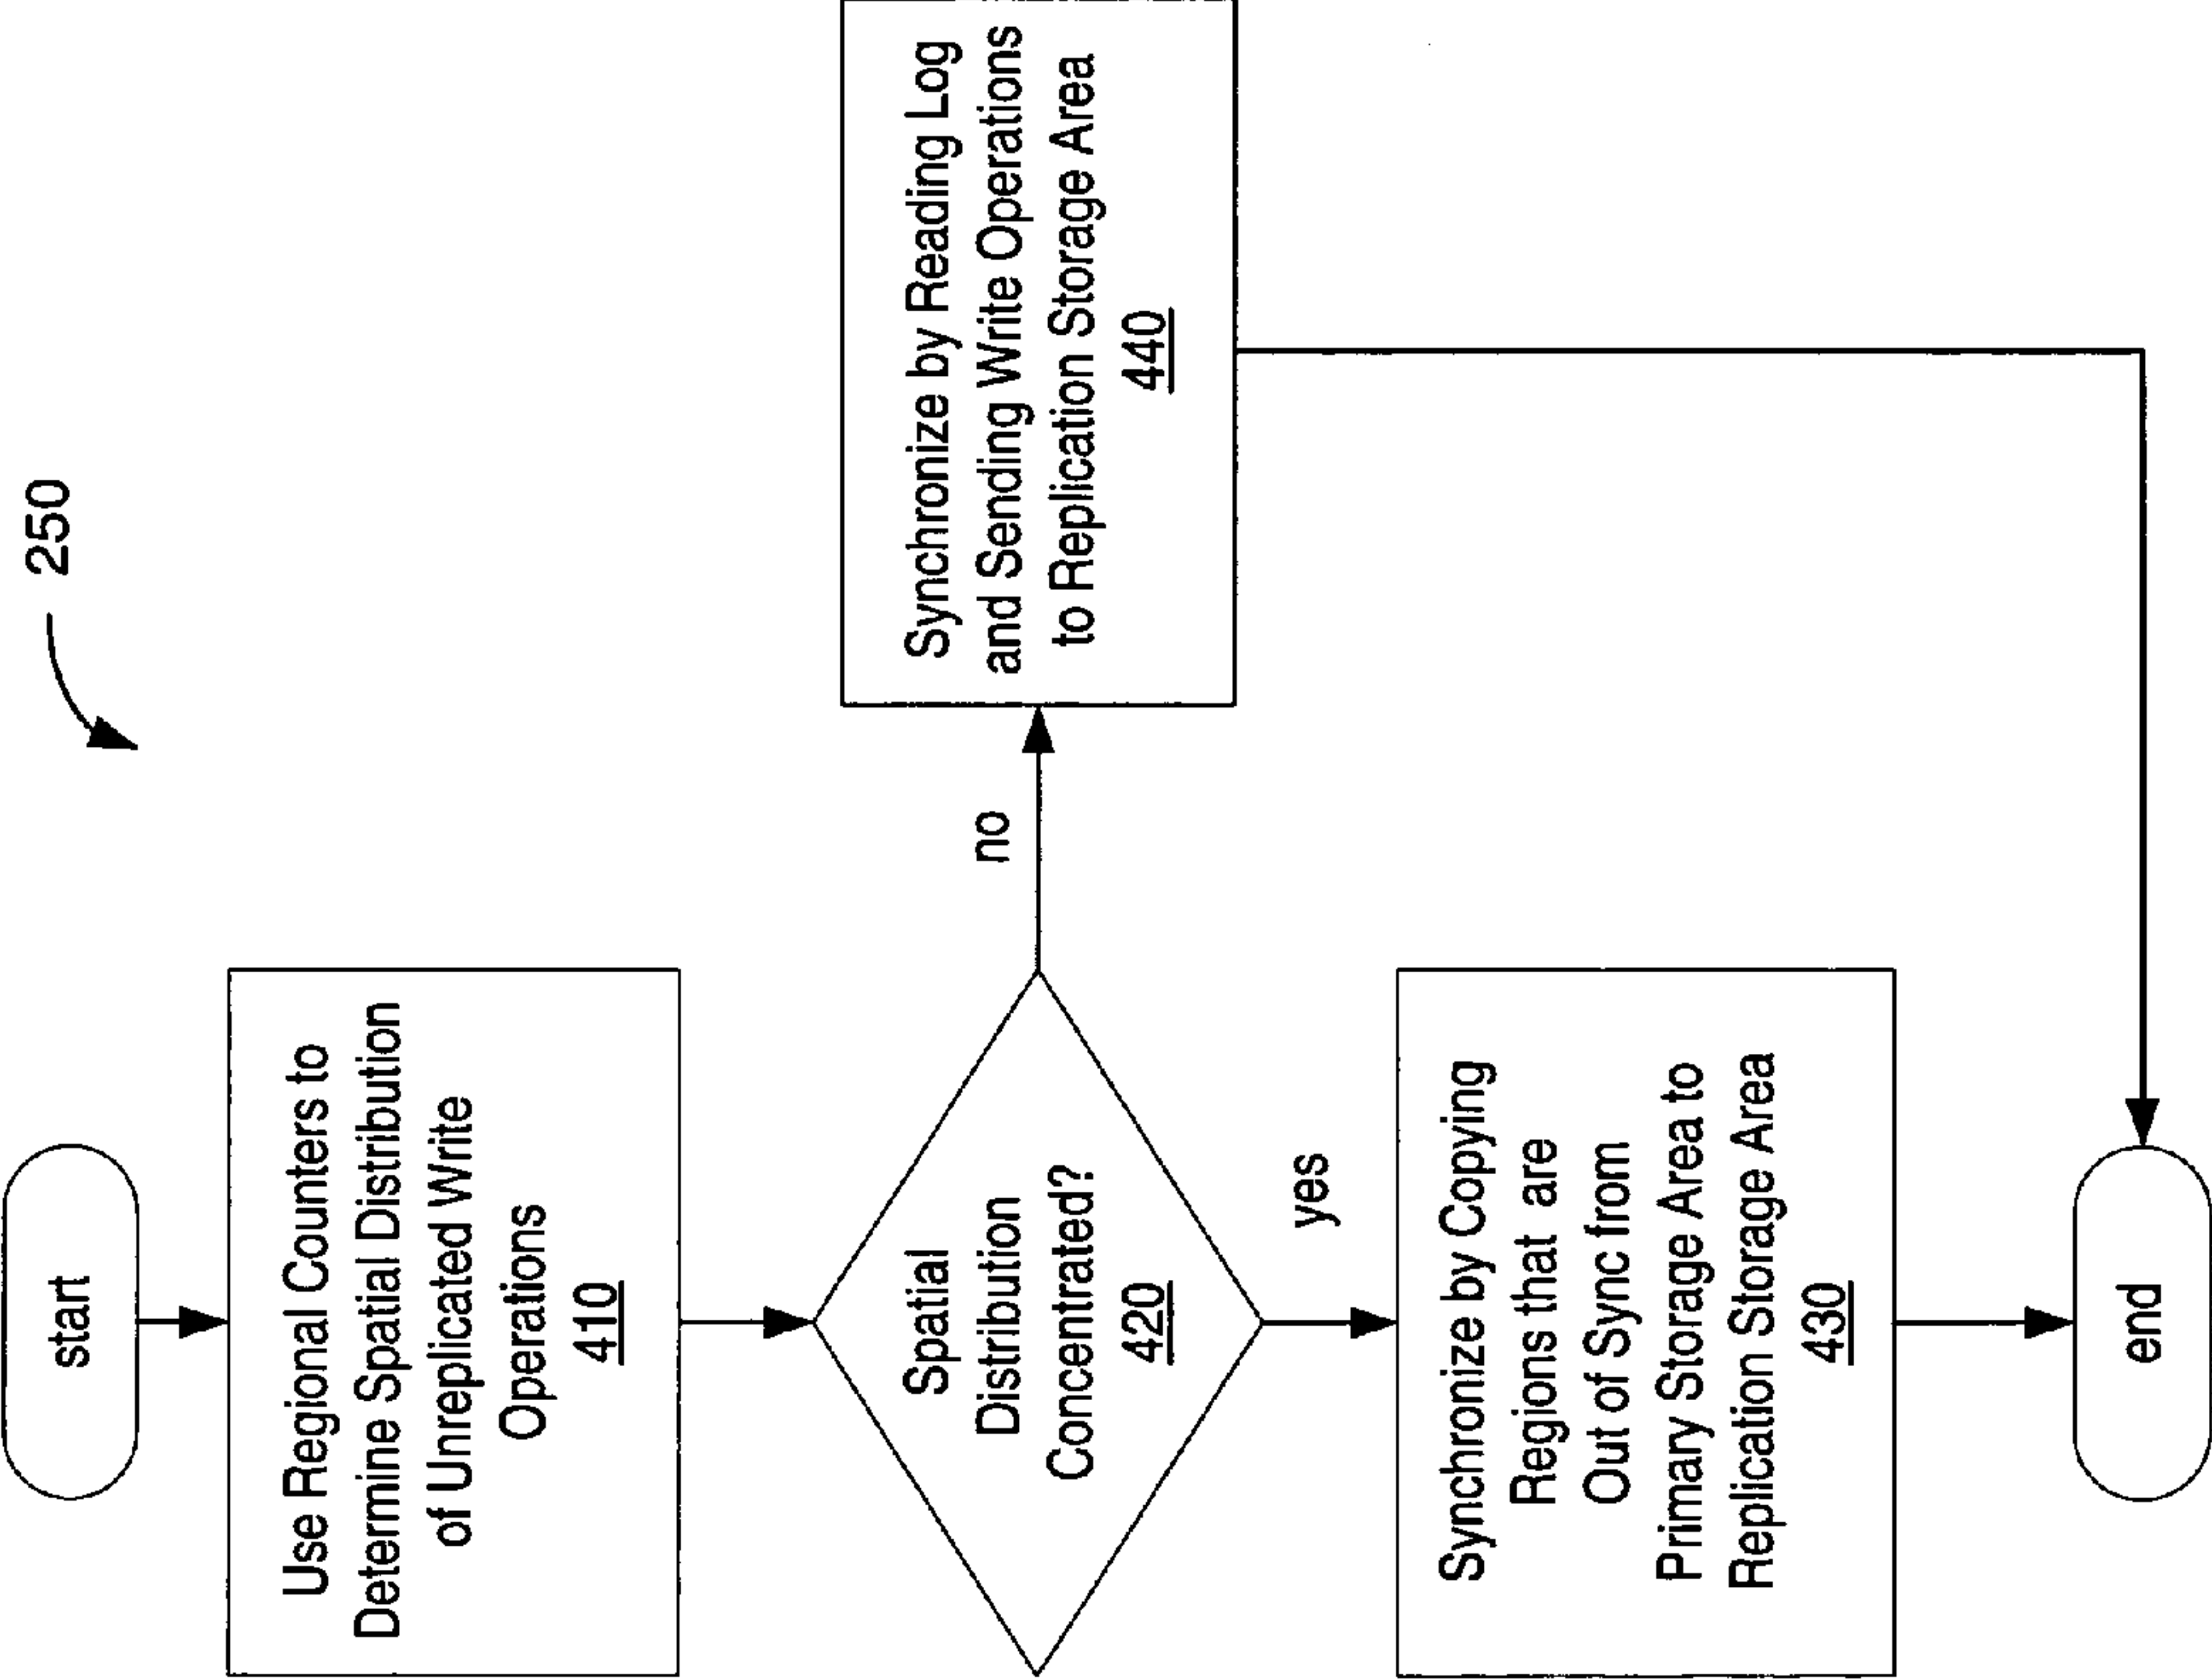 250
start
Use Regional Counters to
Determine Spatial Distribution
of Unreplicated Write
Operations
410
Spatial
Distribution
Concentrated?
420
no
Synchronize by Reading Log
and Sending Write Operations
to Replication Storage Area
440
yes
Synchronize by Copying
Regions that are
Out of Sync from
Primary Storage Area to
Replication Storage Area
430
end